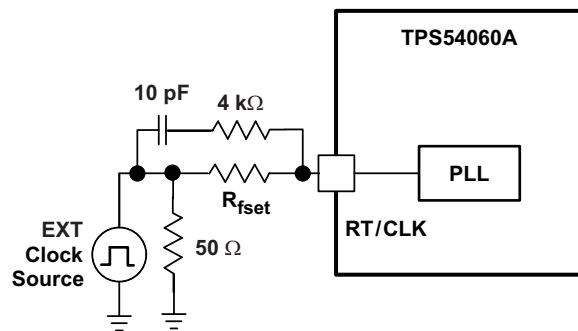 TPS54060A
10 pF
4 kΩ
PLL
R_fset
RT/CLK
EXT
Clock
Source
50 Ω